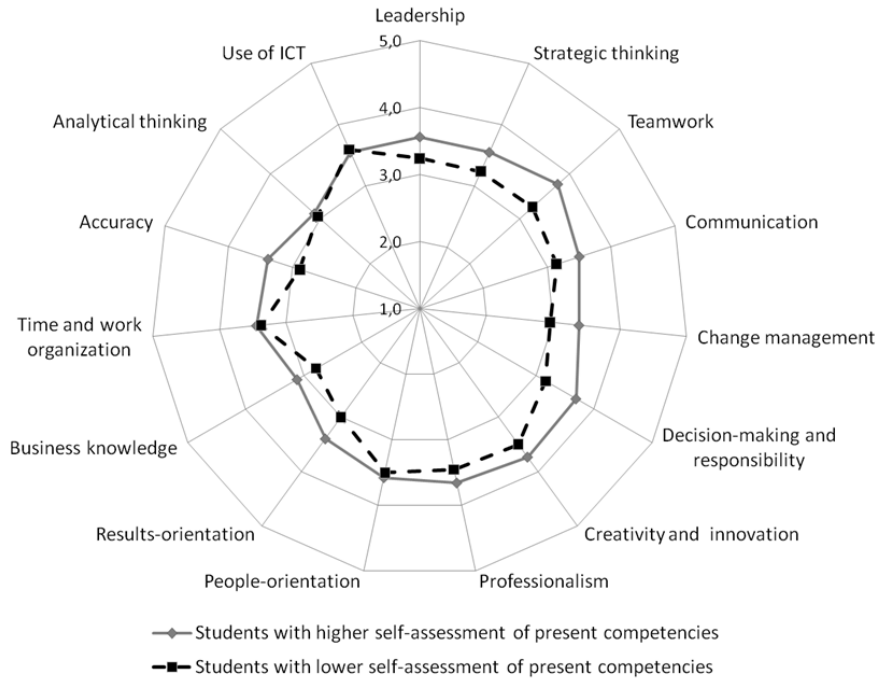 Leadership
5,0
Use of ICT
Strategic thinking
4,0
Analytical thinking
Teamwork
3,0
Accuracy
Communication
2,0
1,0
Time and work
organization
Change management
Business knowledge
Decision-making and
responsibility
Results-orientation
Creativity and innovation
People-orientation
Professionalism
Students with higher self-assessment of present competencies
Students with lower self-assessment of present competencies